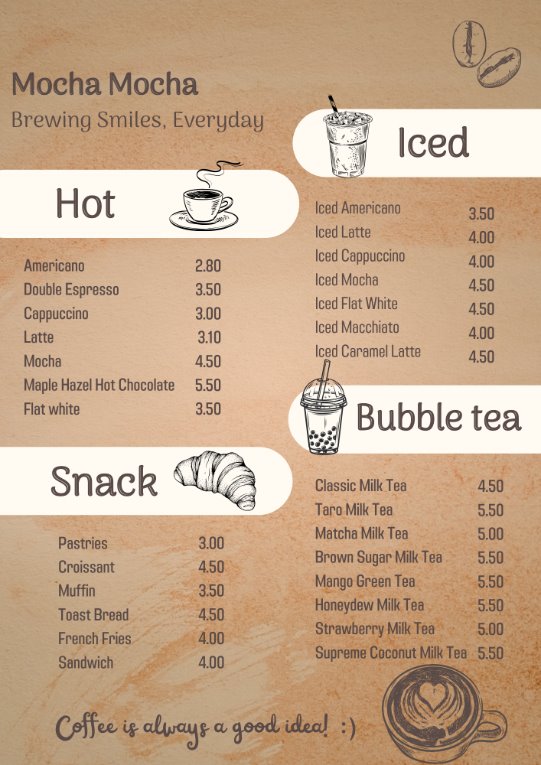 Mocha Mocha
Brewing Smiles, Everyday
Hot
Americano 2.80
Double Espresso 3.50
Cappuccino 3.00
Latte 3.10
Mocha 4.50
Maple Hazel Hot Chocolate 5.50
Flat white 3.50
Snack
Pastries 3.00
Croissant 4.50
Muffin 3.50
Toast Bread 4.50
French Fries 4.00
Sandwich 4.00
Iced
Iced Americano 3.50
Iced Latte 4.00
Iced Cappuccino 4.00
Iced Mocha 4.50
Iced Flat White 4.50
Iced Macchiato 4.00
Iced Caramel Latte 4.50
Bubble tea
Classic Milk Tea 4.50
Taro Milk Tea 5.50
Matcha Milk Tea 5.00
Brown Sugar Milk Tea 5.50
Mango Green Tea 5.50
Honeydew Milk Tea 5.50
Strawberry Milk Tea 5.00
Supreme Coconut Milk Tea 5.50
Coffee is always a good idea! :)